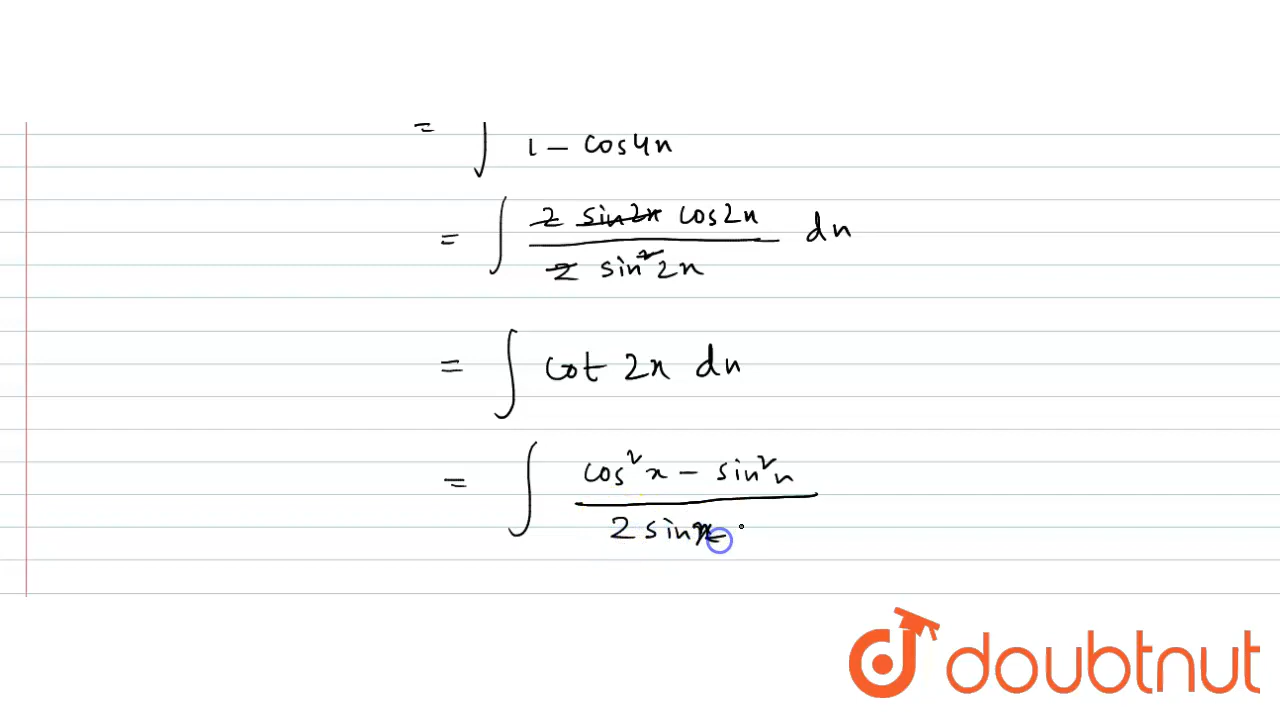 = ∫ 1 - cos4x
= ∫ (2 sin2x cos2x) / (2 sin²2x) dx
= ∫ cot 2x dx
= ∫ (cos²x - sin²x) / (2 sinx
doubtnut